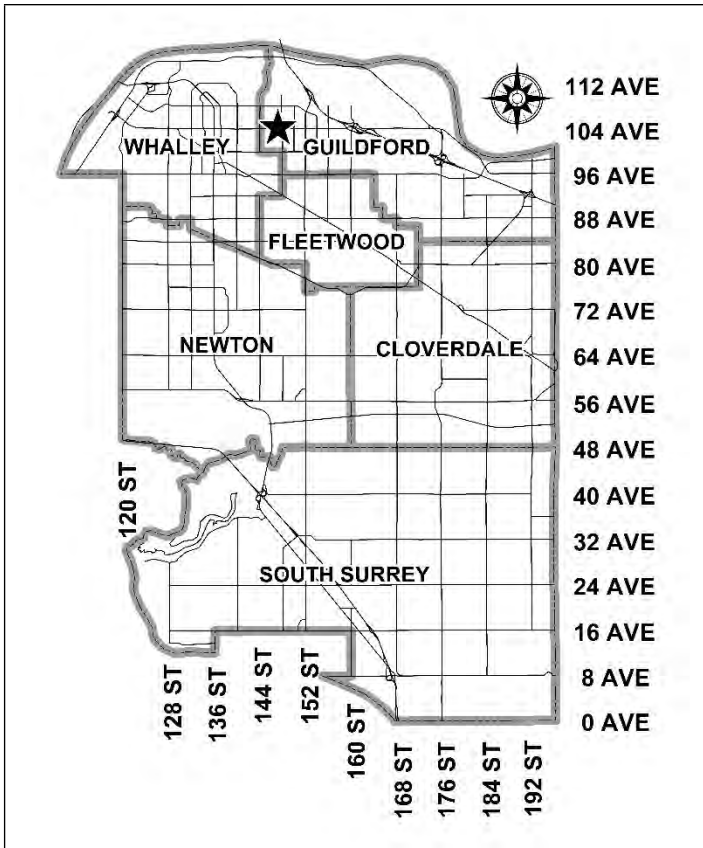 112 AVE
104 AVE
WHALLEY
GUILDFORD
96 AVE
88 AVE
FLEETWOOD
80 AVE
72 AVE
NEWTON
CLOVERDALE
64 AVE
56 AVE
48 AVE
120 ST
40 AVE
32 AVE
SOUTH SURREY
24 AVE
16 AVE
8 AVE
0 AVE
128 ST
136 ST
144 ST
152 ST
160 ST
168 ST
176 ST
184 ST
192 ST